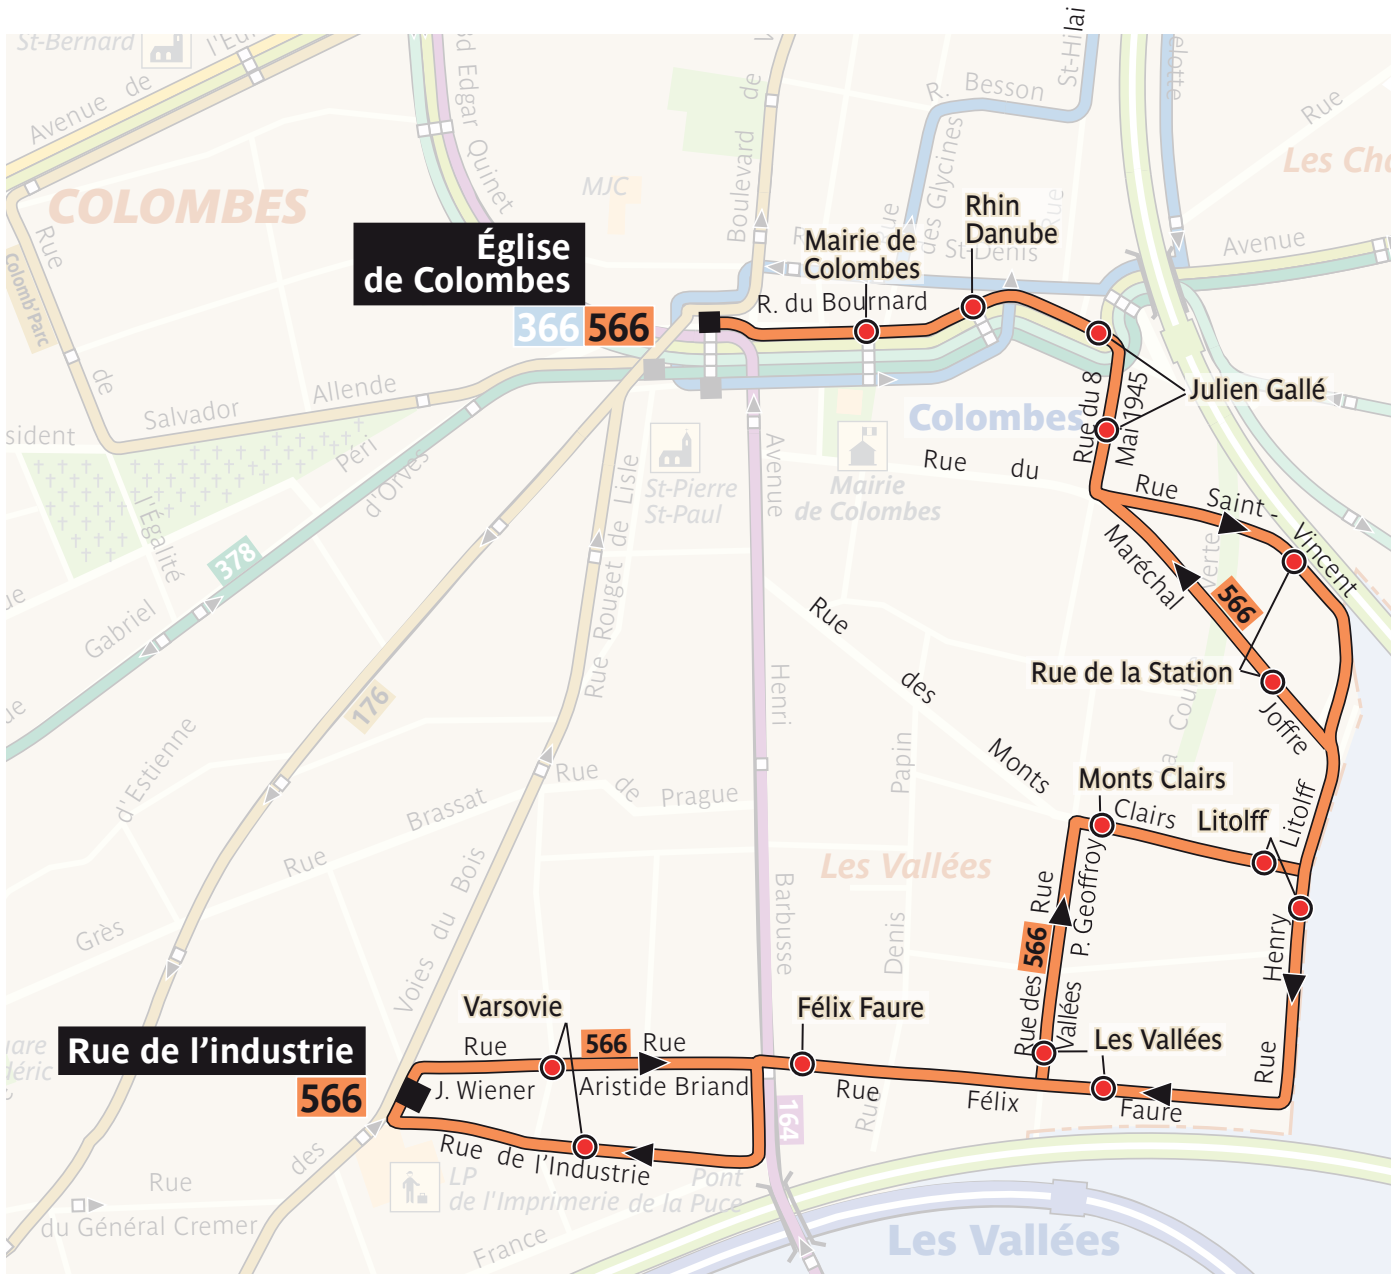 St-Bernard
Avenue de
l'Eu
Bd Edgar Quinet
Boulevard de
St-Hilai
elotte
R. Besson
Rue
des Glycines
Rue
Les Cha
Avenue
COLOMBES
MJC
Rue
de
Colomb'Parc
Église
de Colombes
366 566
Mairie de
Colombes
Rhin
Danube
St-Denis
R. du Bournard
Julien Gallé
Rue du 8
Mai 1945
Colombes
Salvador
Allende
sident
Péri
d'Orves
l'Égalité
378
Gabriel
Rue Rouget de Lisle
St-Pierre
St-Paul
Avenue
Henri
Barbusse
Mairie
de Colombes
Rue du
Maréchal
Joffre
Rue
Saint-
Vincent
566
Rue de la Station
Rue
des
Monts
Clairs
Monts Clairs
Litolff
Rue
Henry
Litolff
176
d'Estienne
Brassat
Rue
Grès
Voies du Bois
des
Rue
de
Prague
Papin
Denis
Les Vallées
Rue
P. Geoffroy
566
Rue des
Vallées
Les Vallées
Félix Faure
Rue
Félix
Faure
Varsovie
Rue
J. Wiener
566
Rue
Aristide Briand
Rue de l'industrie
566
Rue de l'Industrie
LP
de l'Imprimerie
Pont
de la Puce
164
Rue
Rue
du Général Cremer
France
Les Vallées